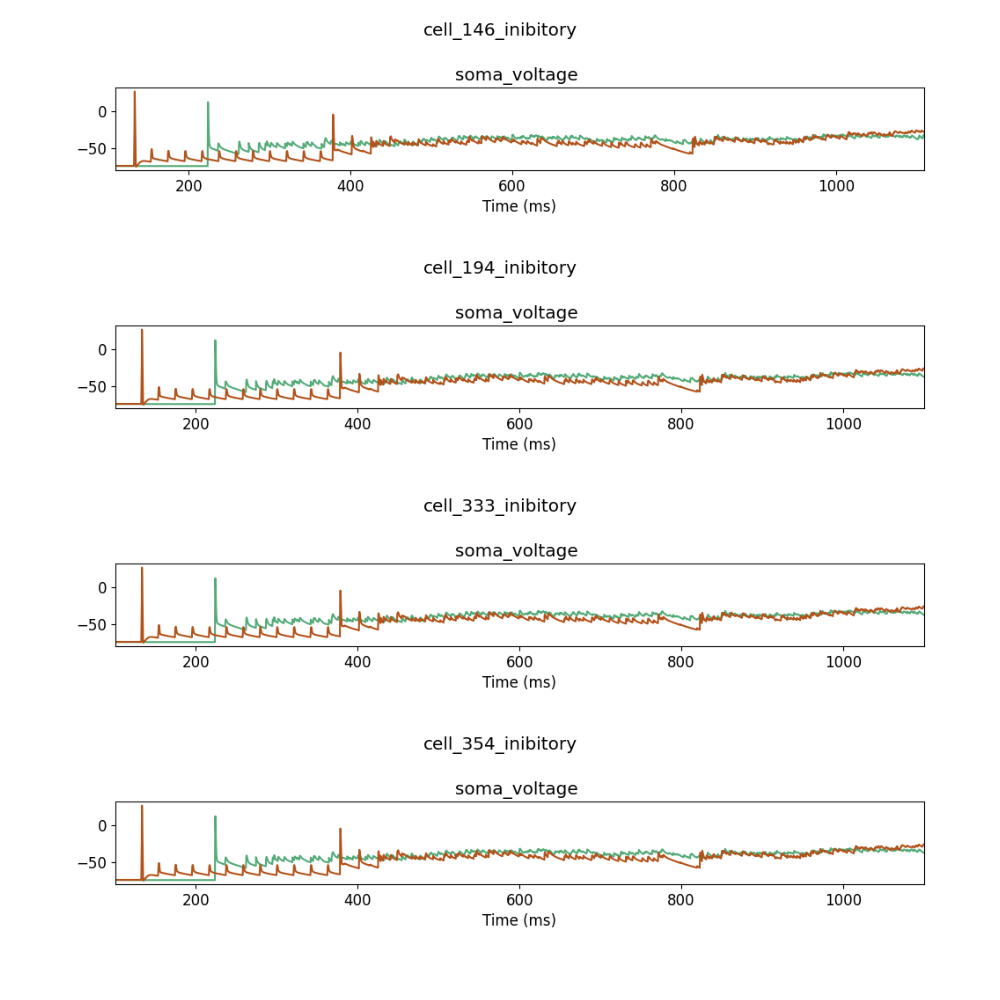 cell_146_inibitory
soma_voltage
0
−50
200 400 600 800 1000
Time (ms)
cell_194_inibitory
soma_voltage
0
−50
200 400 600 800 1000
Time (ms)
cell_333_inibitory
soma_voltage
0
−50
200 400 600 800 1000
Time (ms)
cell_354_inibitory
soma_voltage
0
−50
200 400 600 800 1000
Time (ms)